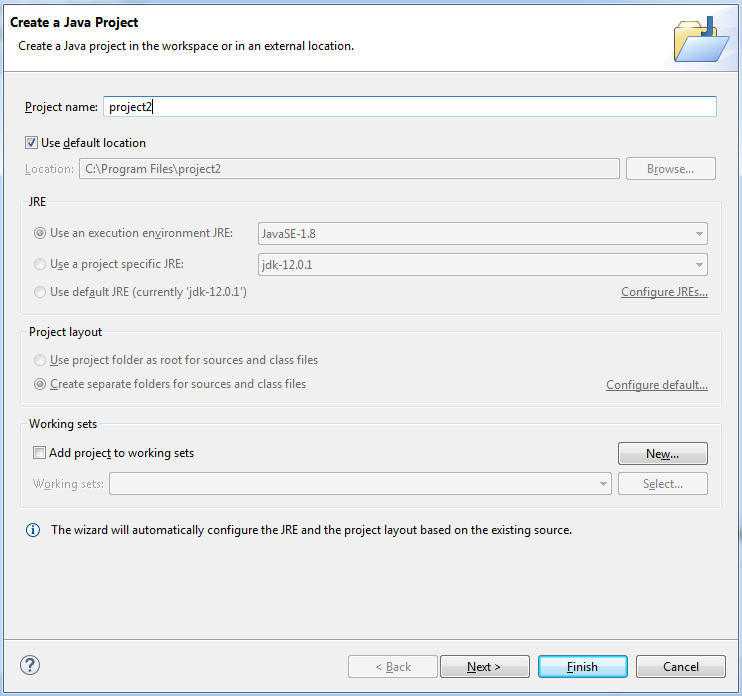 Create a Java Project
Create a Java project in the workspace or in an external location.
Project name: project2
Use default location
Location: C:\Program Files\project2 Browse...
JRE
Use an execution environment JRE: JavaSE-1.8
Use a project specific JRE: jdk-12.0.1
Use default JRE (currently 'jdk-12.0.1') Configure JREs...
Project layout
Use project folder as root for sources and class files
Create separate folders for sources and class files Configure default...
Working sets
Add project to working sets New...
Working sets: Select...
The wizard will automatically configure the JRE and the project layout based on the existing source.
? < Back Next > Finish Cancel